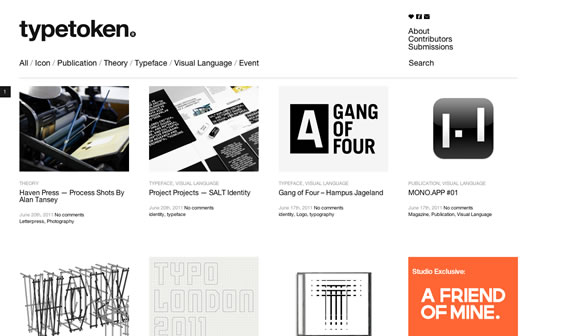 typetoken®
About
Contributors
Submissions
All / Icon / Publication / Theory / Typeface / Visual Language / Event
Search
1
A GANG
OF
FOUR
THEORY
Haven Press — Process Shots By
Alan Tansey
June 20th, 2011 No comments
Letterpress, Photography
TYPEFACE, VISUAL LANGUAGE
Project Projects — SALT Identity
June 20th, 2011 No comments
identity, typeface
TYPEFACE, VISUAL LANGUAGE
Gang of Four – Hampus Jageland
June 17th, 2011 No comments
identity, Logo, typography
PUBLICATION, VISUAL LANGUAGE
MONO.APP #01
June 17th, 2011 No comments
Magazine, Publication, Visual Language
TYPO
LONDON
2011
Studio Exclusive:
A FRIEND
OF MINE.